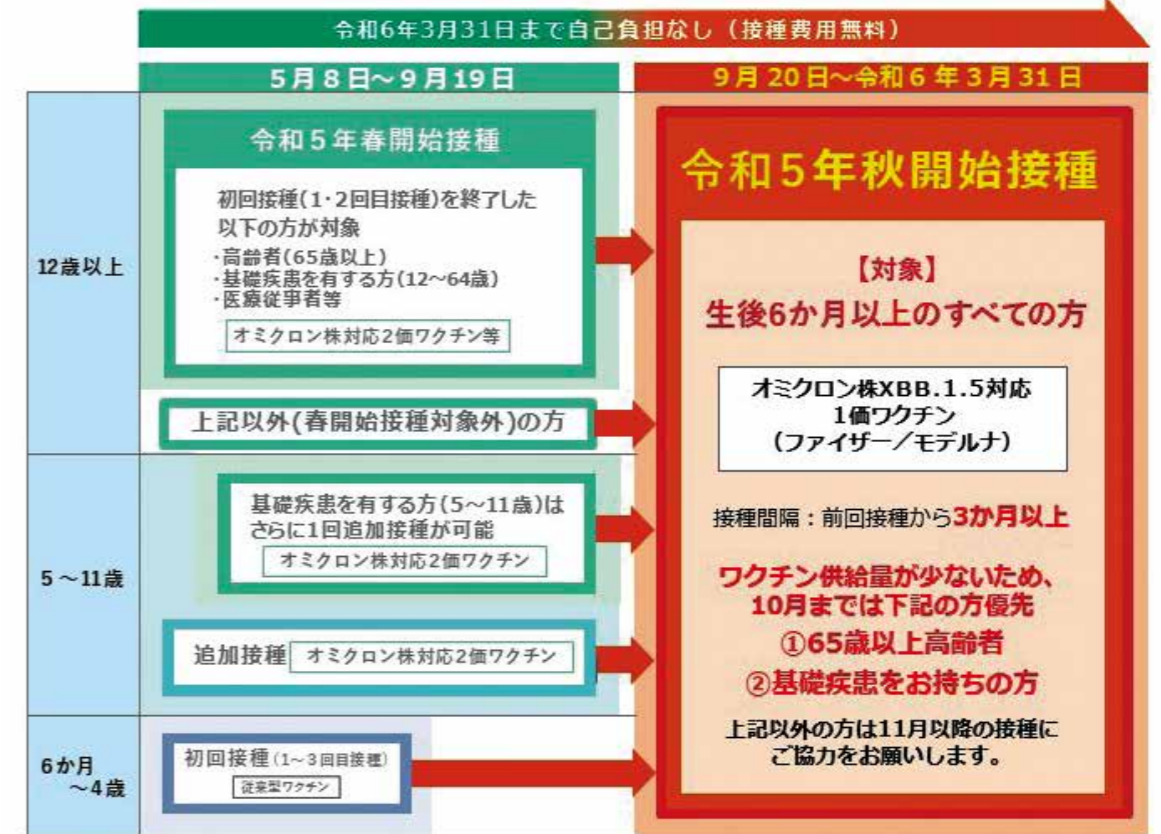 令和6年3月31日まで自己負担なし（接種費用無料）
5月8日～9月19日
9月20日～令和6年3月31日
12歳以上
令和5年春開始接種
初回接種(1・2回目接種)を終了した
以下の方が対象
・高齢者(65歳以上)
・基礎疾患を有する方(12～64歳)
・医療従事者等
オミクロン株対応2価ワクチン等
上記以外(春開始接種対象外)の方
5～11歳
基礎疾患を有する方(5～11歳)は
さらに1回追加接種が可能
オミクロン株対応2価ワクチン
追加接種 オミクロン株対応2価ワクチン
6か月
～4歳
初回接種(1～3回目接種)
従来型ワクチン
令和5年秋開始接種
【対象】
生後6か月以上のすべての方
オミクロン株XBB.1.5対応
1価ワクチン
（ファイザー／モデルナ）
接種間隔：前回接種から3か月以上
ワクチン供給量が少ないため、
10月までは下記の方優先
①65歳以上高齢者
②基礎疾患をお持ちの方
上記以外の方は11月以降の接種に
ご協力をお願いします。